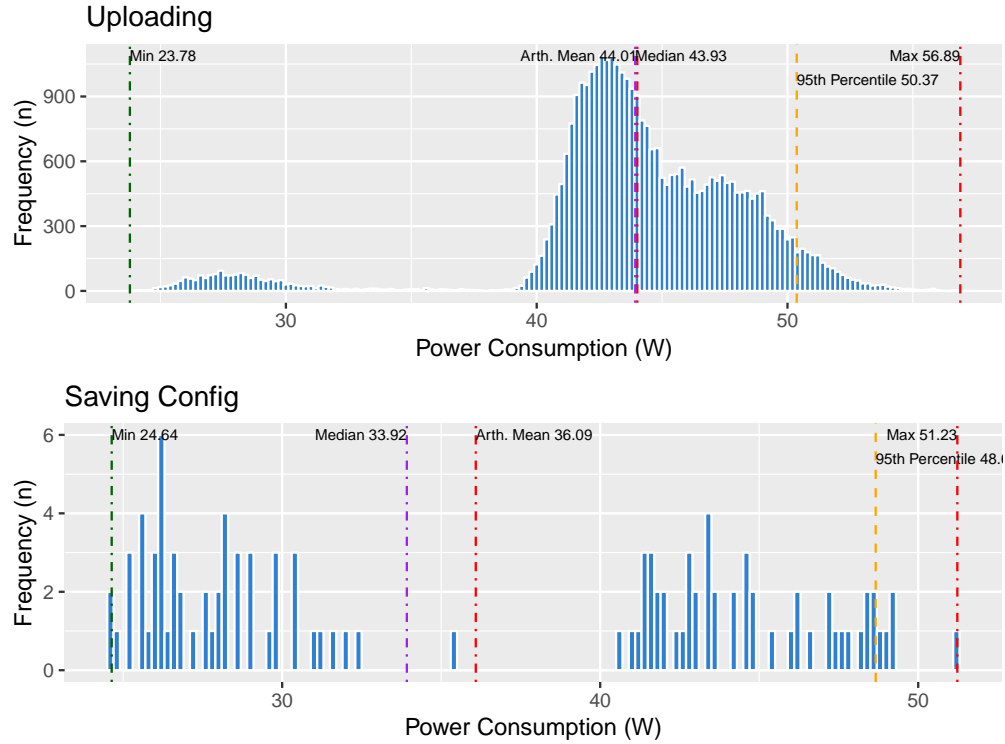 Uploading
Min 23.78 Arth. Mean 44.01 Median 43.93 Max 56.89
95th Percentile 50.37
900
600
300
0
Frequency (n)
30 40 50
Power Consumption (W)
Saving Config
Min 24.64 Median 33.92 Arth. Mean 36.09 Max 51.23
95th Percentile 48.
6
4
2
0
Frequency (n)
30 40 50
Power Consumption (W)